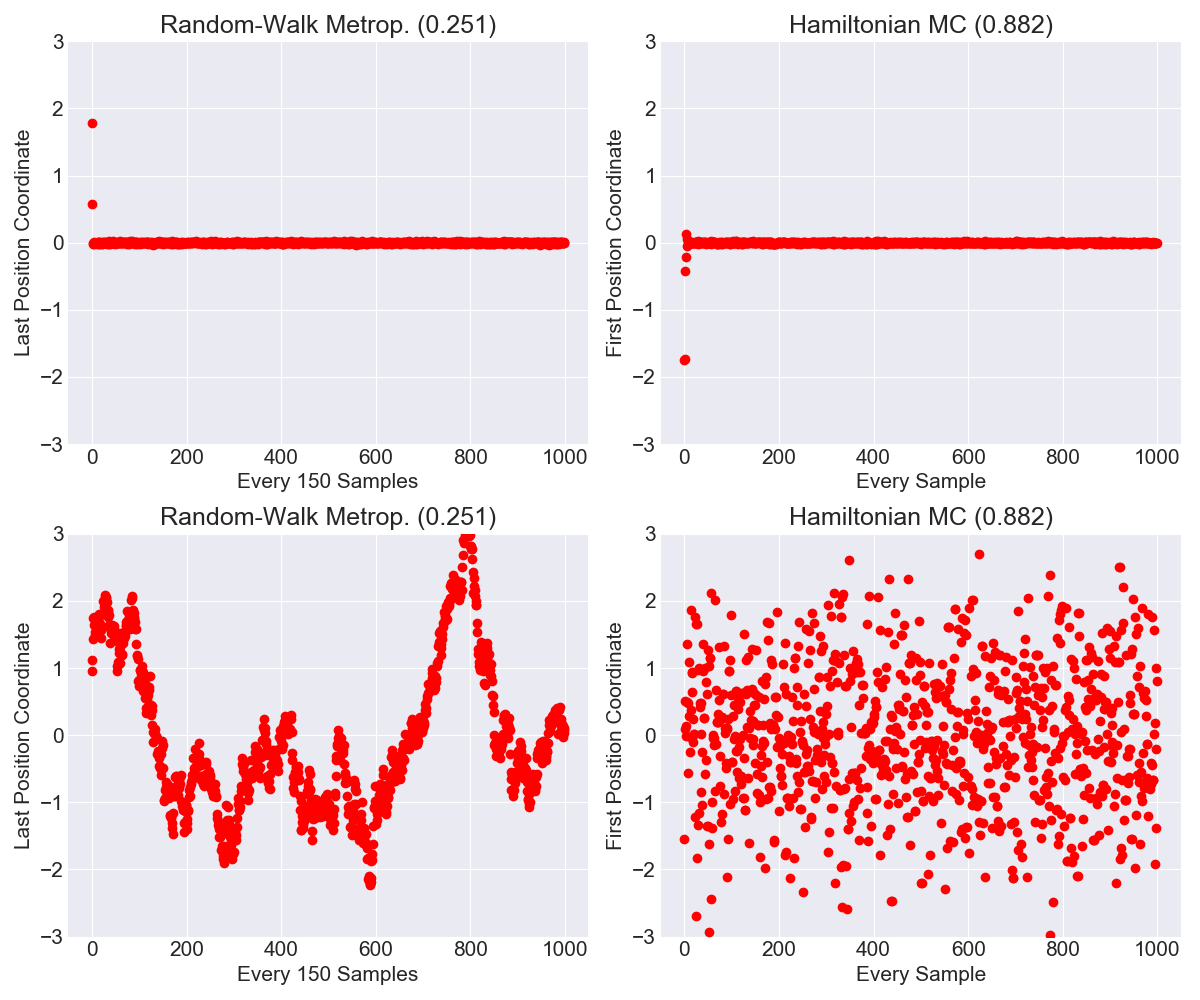 Random-Walk Metrop. (0.251)
Last Position Coordinate
3
2
1
0
−1
−2
−3
0 200 400 600 800 1000
Every 150 Samples
Hamiltonian MC (0.882)
First Position Coordinate
3
2
1
0
−1
−2
−3
0 200 400 600 800 1000
Every Sample
Random-Walk Metrop. (0.251)
Last Position Coordinate
3
2
1
0
−1
−2
−3
0 200 400 600 800 1000
Every 150 Samples
Hamiltonian MC (0.882)
First Position Coordinate
3
2
1
0
−1
−2
−3
0 200 400 600 800 1000
Every Sample